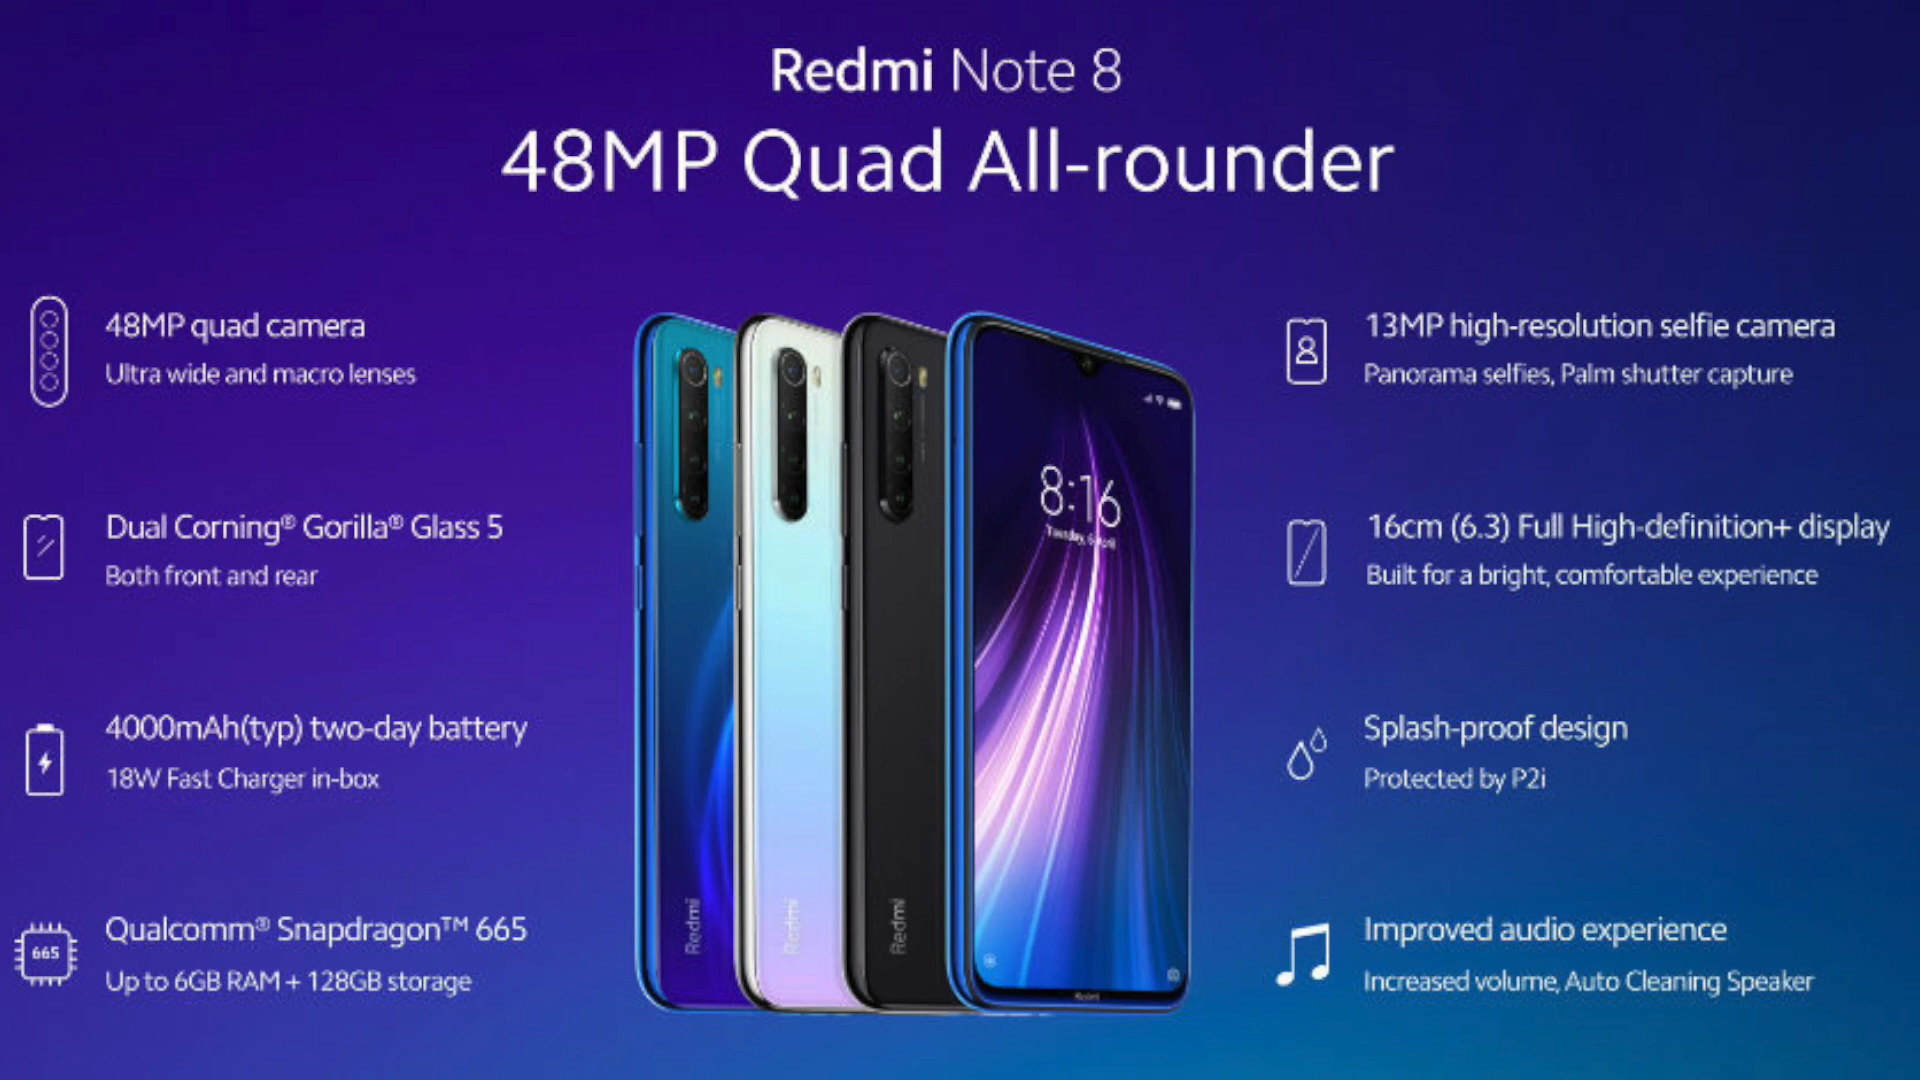 Redmi Note 8
48MP Quad All-rounder
48MP quad camera
Ultra wide and macro lenses
Dual Corning® Gorilla® Glass 5
Both front and rear
4000mAh(typ) two-day battery
18W Fast Charger in-box
665
Qualcomm® Snapdragon™ 665
Up to 6GB RAM + 128GB storage
Redmi
Redmi
Redmi
8:16
Tuesday, 6 April
Redmi
13MP high-resolution selfie camera
Panorama selfies, Palm shutter capture
16cm (6.3) Full High-definition+ display
Built for a bright, comfortable experience
Splash-proof design
Protected by P2i
Improved audio experience
Increased volume, Auto Cleaning Speaker